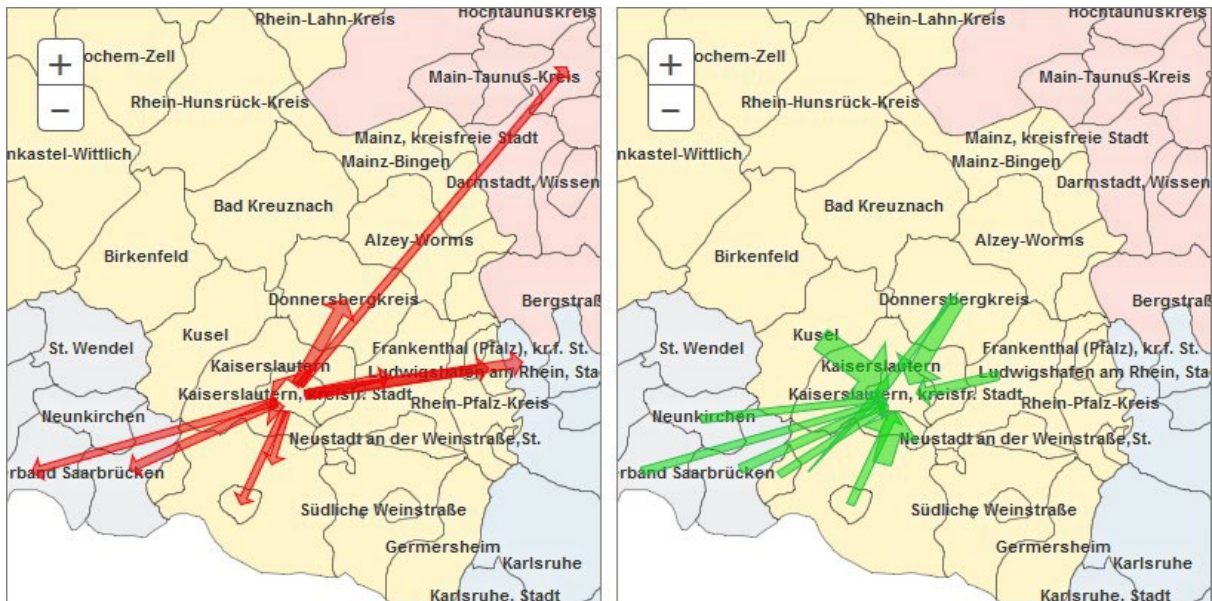 Rhein-Lahn-Kreis
Hochtaunuskreis
+
ochem-Zell
Main-Taunus-Kreis
−
Rhein-Hunsrück-Kreis
Mainz, kreisfreie Stadt
nkastel-Wittlich
Mainz-Bingen
Darmstadt, Wissen
Bad Kreuznach
Alzey-Worms
Birkenfeld
Donnersbergkreis
Bergstraß
Kusel
St. Wendel
Frankenthal (Pfalz), kr.f. St.
Kaiserslautern
Ludwigshafen am Rhein, Stad
Kaiserslautern, kreisfr. Stadt
Rhein-Pfalz-Kreis
Neunkirchen
Neustadt an der Weinstraße,St.
erband Saarbrücken
Südliche Weinstraße
Germersheim
Karlsruhe
Karlsruhe, Stadt
Rhein-Lahn-Kreis
Hochtaunuskreis
+
ochem-Zell
Main-Taunus-Kreis
−
Rhein-Hunsrück-Kreis
Mainz, kreisfreie Stadt
nkastel-Wittlich
Mainz-Bingen
Darmstadt, Wissen
Bad Kreuznach
Alzey-Worms
Birkenfeld
Donnersbergkreis
Bergstraß
Kusel
St. Wendel
Frankenthal (Pfalz), kr.f. St.
Kaiserslautern
Ludwigshafen am Rhein, Stad
Kaiserslautern, kreisfr. Stadt
Rhein-Pfalz-Kreis
Neunkirchen
Neustadt an der Weinstraße,St.
erband Saarbrücken
Südliche Weinstraße
Germersheim
Karlsruhe
Karlsruhe, Stadt